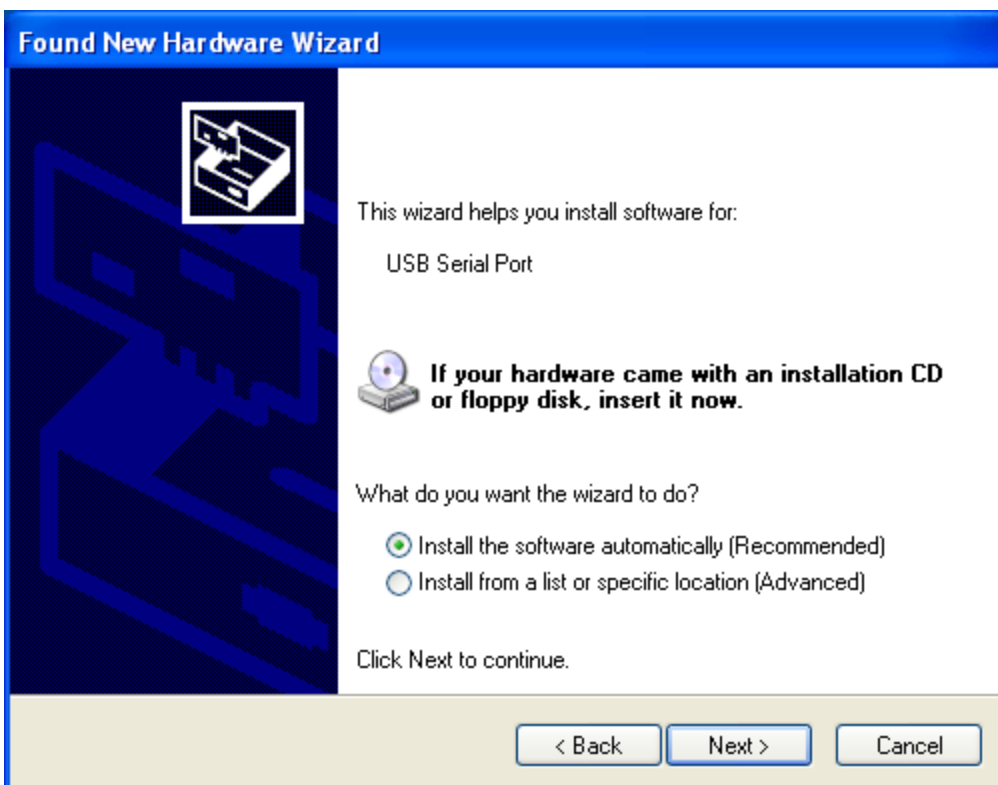 Found New Hardware Wizard
This wizard helps you install software for:
USB Serial Port
If your hardware came with an installation CD
or floppy disk, insert it now.
What do you want the wizard to do?
Install the software automatically (Recommended)
Install from a list or specific location (Advanced)
Click Next to continue.
< Back
Next >
Cancel